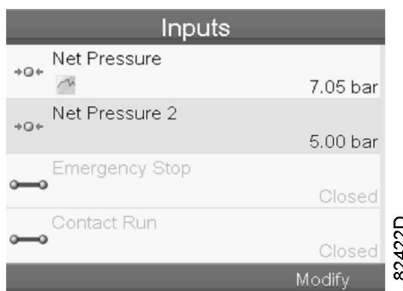 Inputs
Net Pressure
7.05 bar
Net Pressure 2
5.00 bar
Emergency Stop
Closed
Contact Run
Closed
Modify
82422D